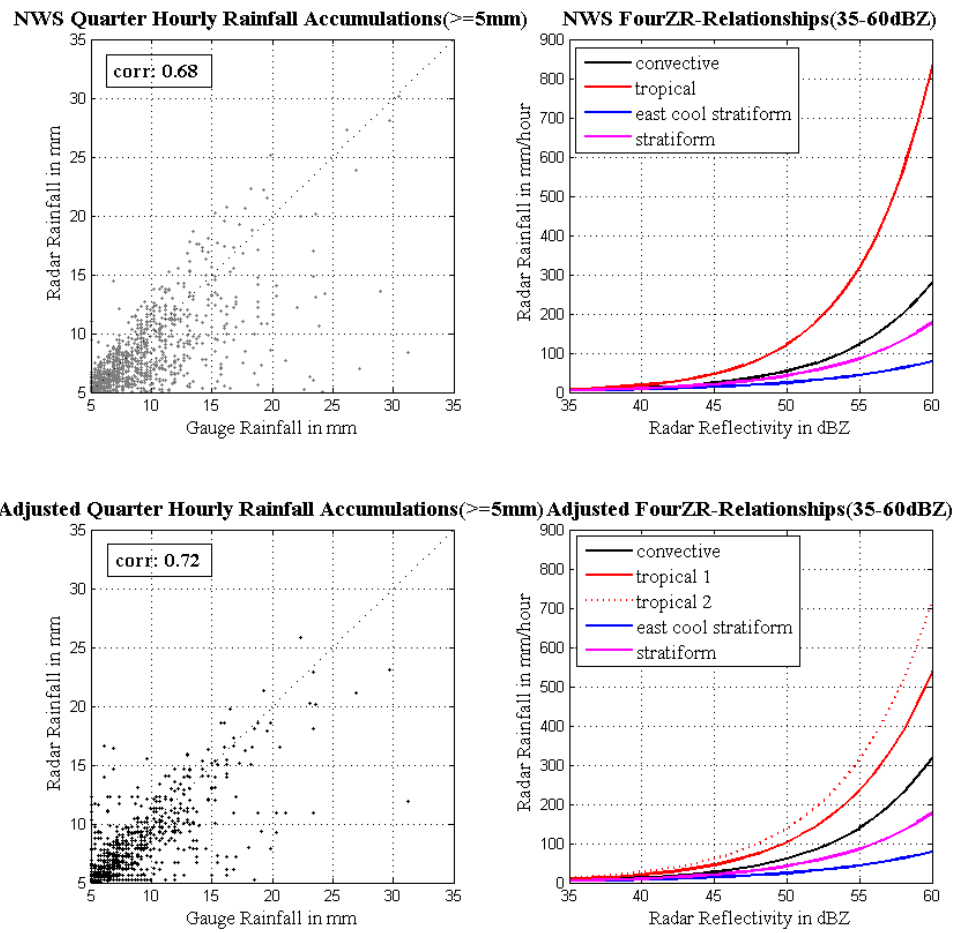 NWS Quarter Hourly Rainfall Accumulations(>=5mm)
corr: 0.68
35
30
25
20
15
10
5
Radar Rainfall in mm
5 10 15 20 25 30 35
Gauge Rainfall in mm
NWS FourZR-Relationships(35-60dBZ)
convective
tropical
east cool stratiform
stratiform
900
800
700
600
500
400
300
200
100
0
Radar Rainfall in mm/hour
35 40 45 50 55 60
Radar Reflectivity in dBZ
Adjusted Quarter Hourly Rainfall Accumulations(>=5mm)
corr: 0.72
35
30
25
20
15
10
5
Radar Rainfall in mm
5 10 15 20 25 30 35
Gauge Rainfall in mm
Adjusted FourZR-Relationships(35-60dBZ)
convective
tropical 1
tropical 2
east cool stratiform
stratiform
900
800
700
600
500
400
300
200
100
0
Radar Rainfall in mm/hour
35 40 45 50 55 60
Radar Reflectivity in dBZ